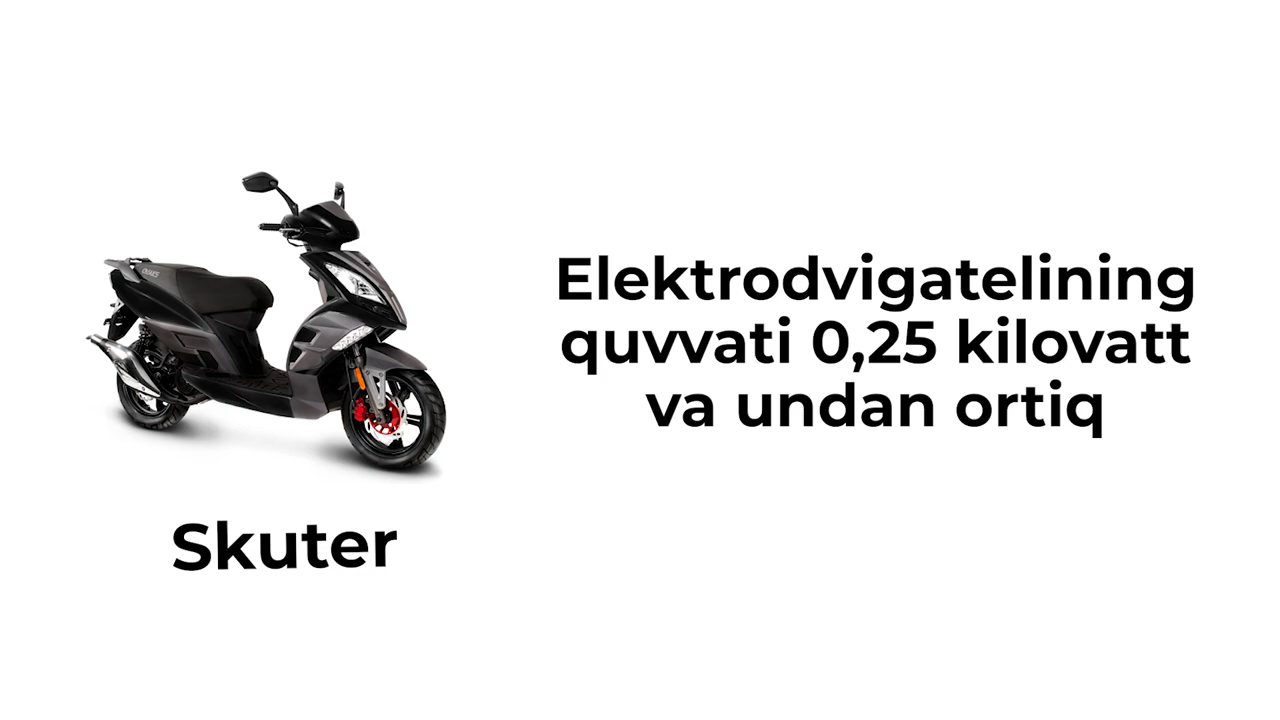 Elektrodvigatelining
quvvati 0,25 kilovatt
va undan ortiq
Skuter